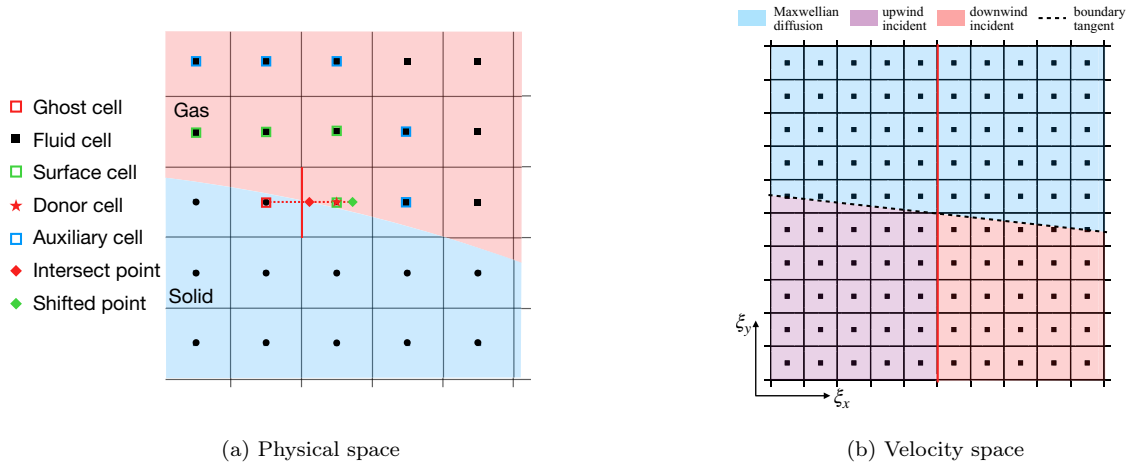 Ghost cell
Fluid cell
Surface cell
Donor cell
Auxiliary cell
Intersect point
Shifted point
Gas
Solid
(a) Physical space
Maxwellian
diffusion
upwind
incident
downwind
incident
boundary
tangent
ξy
ξx
(b) Velocity space